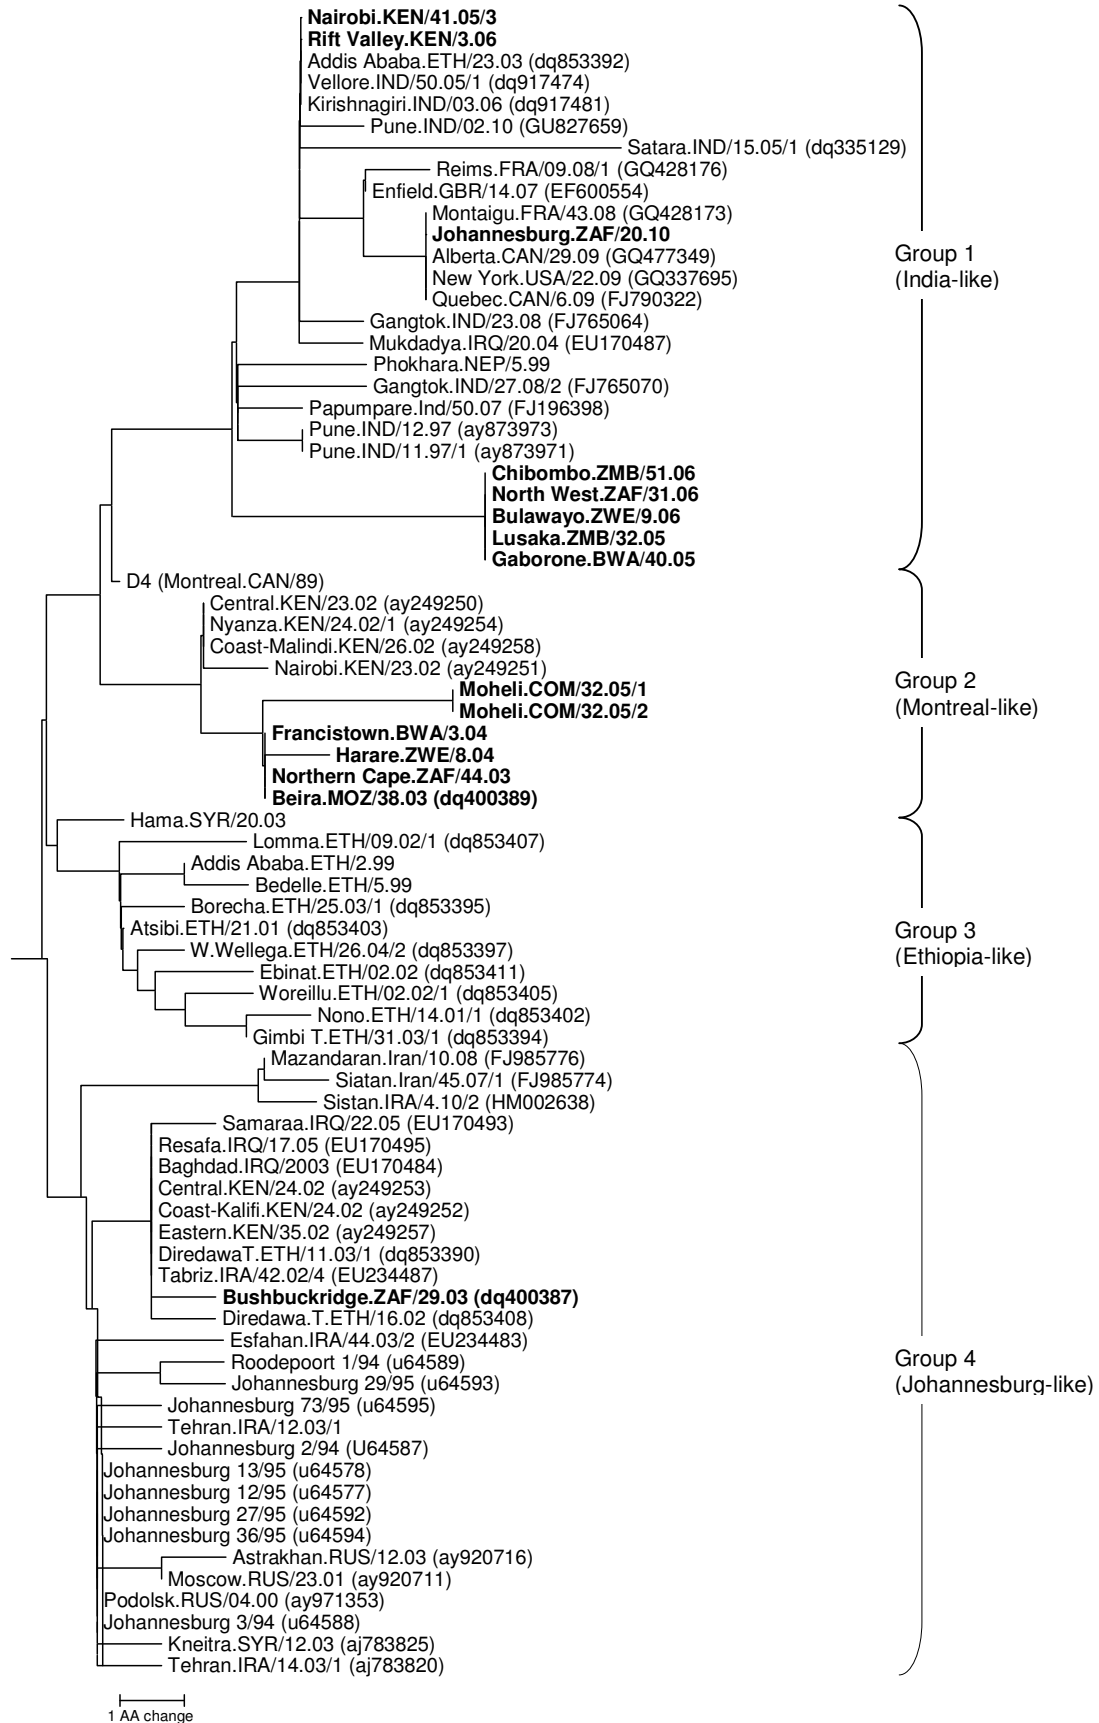 Nairobi.KEN/41.05/3
Rift Valley.KEN/3.06
Addis Ababa.ETH/23.03 (dq853392)
Vellore.IND/50.05/1 (dq917474)
Kirishnagiri.IND/03.06 (dq917481)
Pune.IND/02.10 (GU827659)
Satara.IND/15.05/1 (dq335129)
Reims.FRA/09.08/1 (GQ428176)
Enfield.GBR/14.07 (EF600554)
Montaigu.FRA/43.08 (GQ428173)
Johannesburg.ZAF/20.10
Alberta.CAN/29.09 (GQ477349)
New York.USA/22.09 (GQ337695)
Quebec.CAN/6.09 (FJ790322)
Gangtok.IND/23.08 (FJ765064)
Mukdadya.IRQ/20.04 (EU170487)
Phokhara.NEP/5.99
Gangtok.IND/27.08/2 (FJ765070)
Papumpare.Ind/50.07 (FJ196398)
Pune.IND/12.97 (ay873973)
Pune.IND/11.97/1 (ay873971)
Chibombo.ZMB/51.06
North West.ZAF/31.06
Bulawayo.ZWE/9.06
Lusaka.ZMB/32.05
Gaborone.BWA/40.05
Group 1
(India-like)
D4 (Montreal.CAN/89)
Central.KEN/23.02 (ay249250)
Nyanza.KEN/24.02/1 (ay249254)
Coast-Malindi.KEN/26.02 (ay249258)
Nairobi.KEN/23.02 (ay249251)
Moheli.COM/32.05/1
Moheli.COM/32.05/2
Francistown.BWA/3.04
Harare.ZWE/8.04
Northern Cape.ZAF/44.03
Beira.MOZ/38.03 (dq400389)
Group 2
(Montreal-like)
Hama.SYR/20.03
Lomma.ETH/09.02/1 (dq853407)
Addis Ababa.ETH/2.99
Bedelle.ETH/5.99
Borecha.ETH/25.03/1 (dq853395)
Atsibi.ETH/21.01 (dq853403)
W.Wellega.ETH/26.04/2 (dq853397)
Ebinat.ETH/02.02 (dq853411)
Woreillu.ETH/02.02/1 (dq853405)
Nono.ETH/14.01/1 (dq853402)
Gimbi T.ETH/31.03/1 (dq853394)
Group 3
(Ethiopia-like)
Mazandaran.Iran/10.08 (FJ985776)
Siatan.Iran/45.07/1 (FJ985774)
Sistan.IRA/4.10/2 (HM002638)
Samaraa.IRQ/22.05 (EU170493)
Resafa.IRQ/17.05 (EU170495)
Baghdad.IRQ/2003 (EU170484)
Central.KEN/24.02 (ay249253)
Coast-Kalifi.KEN/24.02 (ay249252)
Eastern.KEN/35.02 (ay249257)
DiredawaT.ETH/11.03/1 (dq853390)
Tabriz.IRA/42.02/4 (EU234487)
Bushbuckridge.ZAF/29.03 (dq400387)
Diredawa.T.ETH/16.02 (dq853408)
Esfahan.IRA/44.03/2 (EU234483)
Roodepoort 1/94 (u64589)
Johannesburg 29/95 (u64593)
Johannesburg 73/95 (u64595)
Tehran.IRA/12.03/1
Johannesburg 2/94 (U64587)
Johannesburg 13/95 (u64578)
Johannesburg 12/95 (u64577)
Johannesburg 27/95 (u64592)
Johannesburg 36/95 (u64594)
Astrakhan.RUS/12.03 (ay920716)
Moscow.RUS/23.01 (ay920711)
Podolsk.RUS/04.00 (ay971353)
Johannesburg 3/94 (u64588)
Kneitra.SYR/12.03 (aj783825)
Tehran.IRA/14.03/1 (aj783820)
Group 4
(Johannesburg-like)
1 AA change